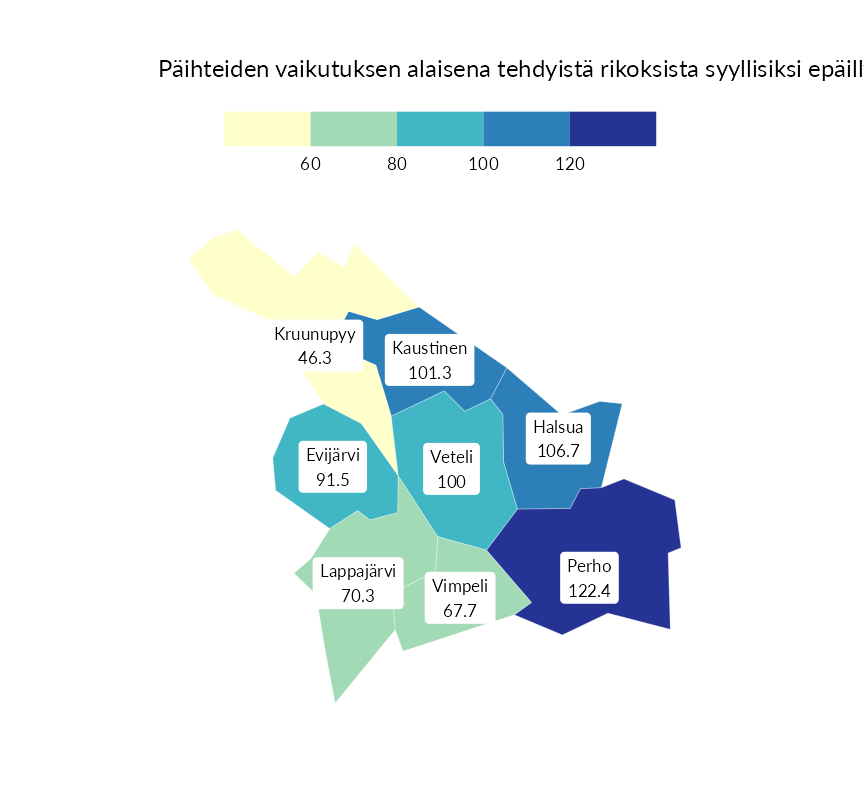 Päihteiden vaikutuksen alaisena tehdyistä rikoksista syyllisiksi epäill
60 80 100 120
Kruunupyy
46.3
Kaustinen
101.3
Halsua
106.7
Evijärvi
91.5
Veteli
100
Perho
122.4
Lappajärvi
70.3
Vimpeli
67.7